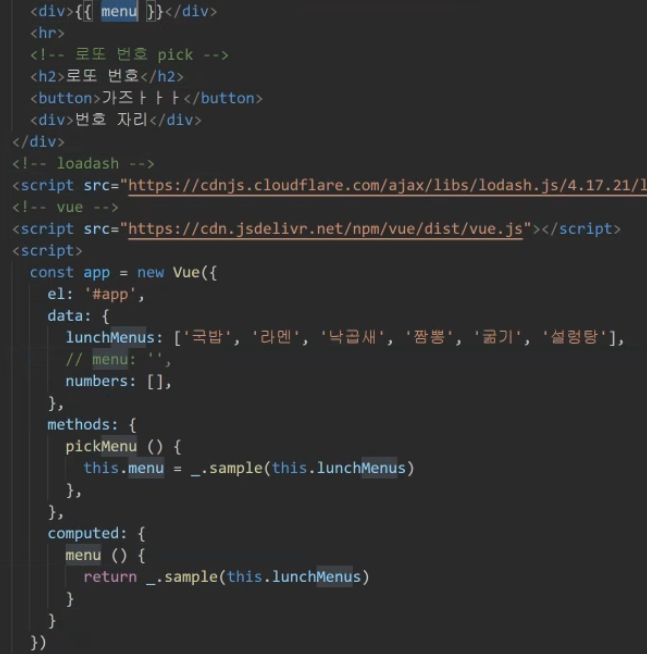 <div>{{ menu }}</div>
<hr>
<!-- 로또 번호 pick -->
<h2>로또 번호</h2>
<button>가즈ㅏㅏㅏ</button>
<div>번호 자리</div>
</div>
<!-- loadash -->
<script src="https://cdnjs.cloudflare.com/ajax/libs/lodash.js/4.17.21/l
<!-- vue -->
<script src="https://cdn.jsdelivr.net/npm/vue/dist/vue.js"></script>
<script>
const app = new Vue({
el: '#app',
data: {
lunchMenus: ['국밥', '라멘', '낙곱새', '짬뽕', '굶기', '설렁탕'],
// menu: '',
numbers: [],
},
methods: {
pickMenu () {
this.menu = _.sample(this.lunchMenus)
},
},
computed: {
menu () {
return _.sample(this.lunchMenus)
}
}
})